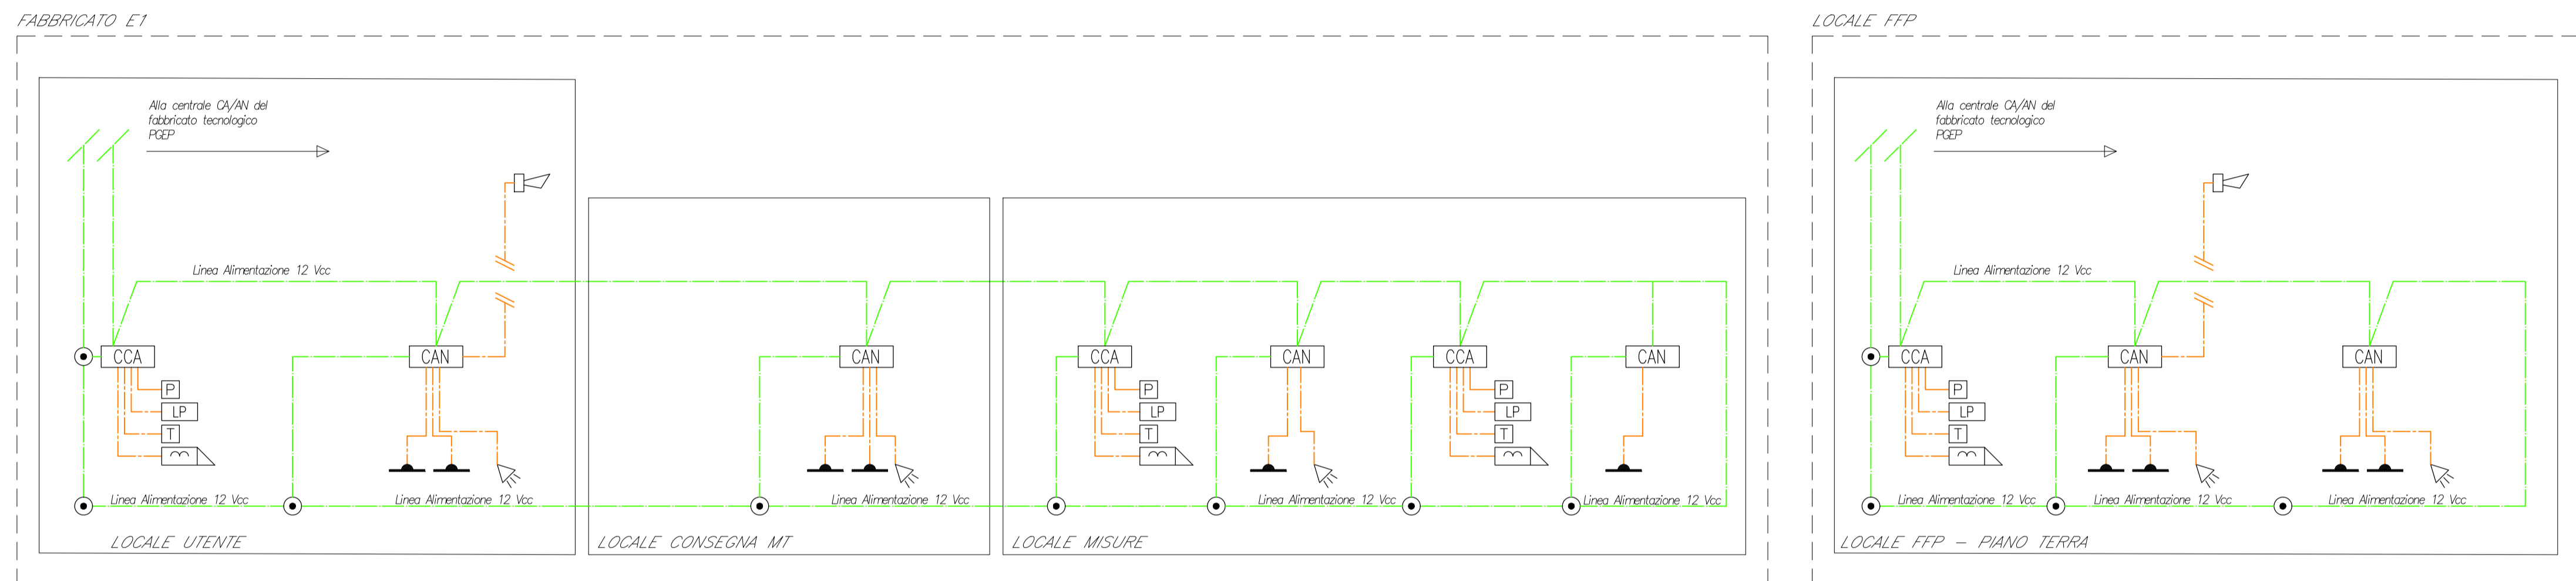 FABBRICATO E1
LOCALE FFP
Alla centrale CA/AN del
fabbricato tecnologico
PGEP
Alla centrale CA/AN del
fabbricato tecnologico
PGEP
Linea Alimentazione 12 Vcc
Linea Alimentazione 12 Vcc
CCA
CAN
CAN
CCA
CAN
CCA
CAN
CCA
CAN
CAN
P
P
P
P
LP
LP
LP
LP
T
T
T
T
Linea Alimentazione 12 Vcc
Linea Alimentazione 12 Vcc
Linea Alimentazione 12 Vcc
Linea Alimentazione 12 Vcc
Linea Alimentazione 12 Vcc
Linea Alimentazione 12 Vcc
Linea Alimentazione 12 Vcc
Linea Alimentazione 12 Vcc
LOCALE UTENTE
LOCALE CONSEGNA MT
LOCALE MISURE
LOCALE FFP - PIANO TERRA